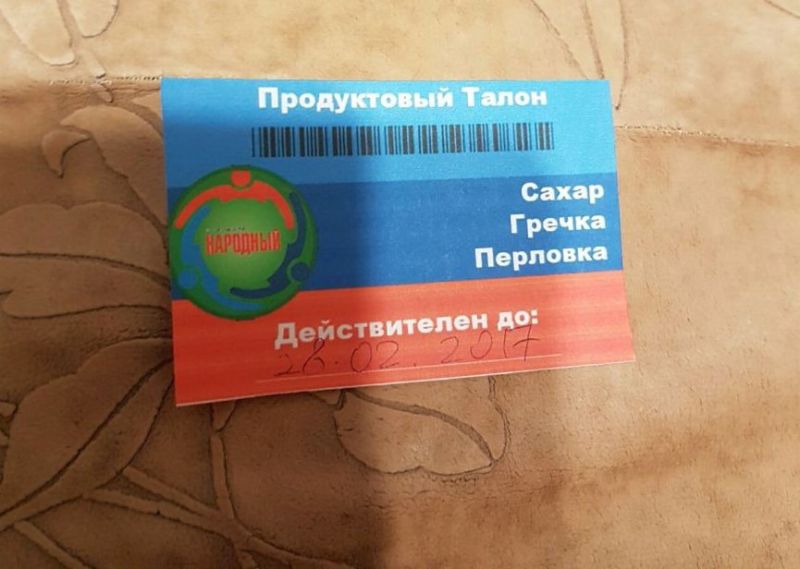 Продуктовый Талон
Сахар
Гречка
Перловка
НАРОДНЫЙ
Действителен до:
28.02.2017